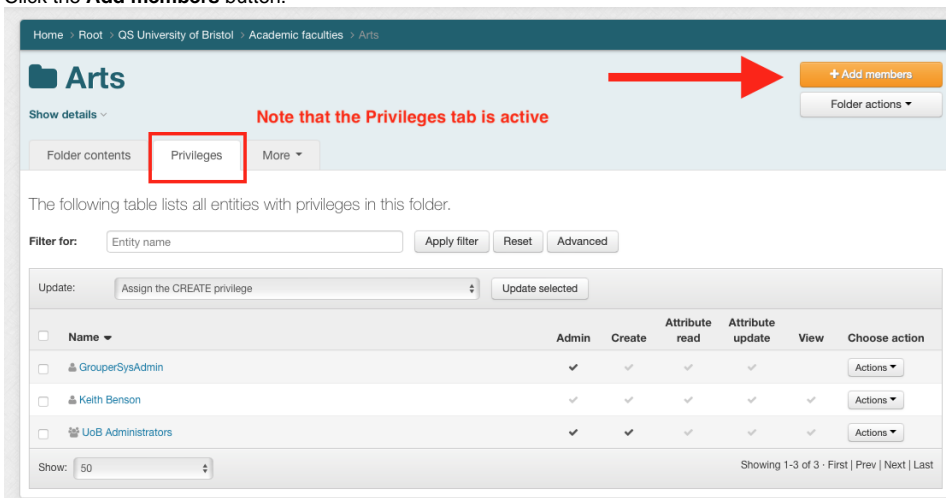 Click the Add members button.
Home > Root > QS University of Bristol > Academic faculties > Arts
Arts
+ Add members
Folder actions
Show details
Note that the Privileges tab is active
Folder contents Privileges More
The following table lists all entities with privileges in this folder.
Filter for: Entity name Apply filter Reset Advanced
Update: Assign the CREATE privilege Update selected
Name Admin Create Attribute read Attribute update View Choose action
GrouperSysAdmin Actions
Keith Benson Actions
UoB Administrators Actions
Show: 50 Showing 1-3 of 3 · First | Prev | Next | Last